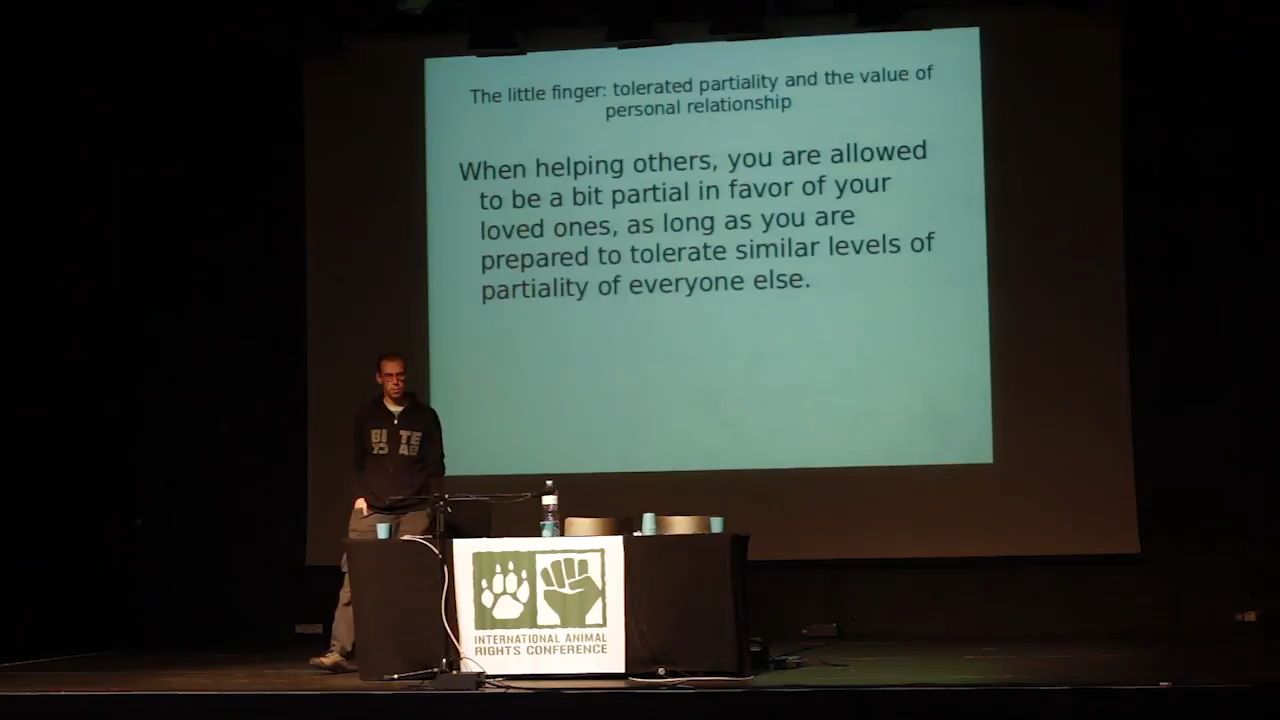 The little finger: tolerated partiality and the value of
personal relationship
When helping others, you are allowed
to be a bit partial in favor of your
loved ones, as long as you are
prepared to tolerate similar levels of
partiality of everyone else.
INTERNATIONAL ANIMAL
RIGHTS CONFERENCE